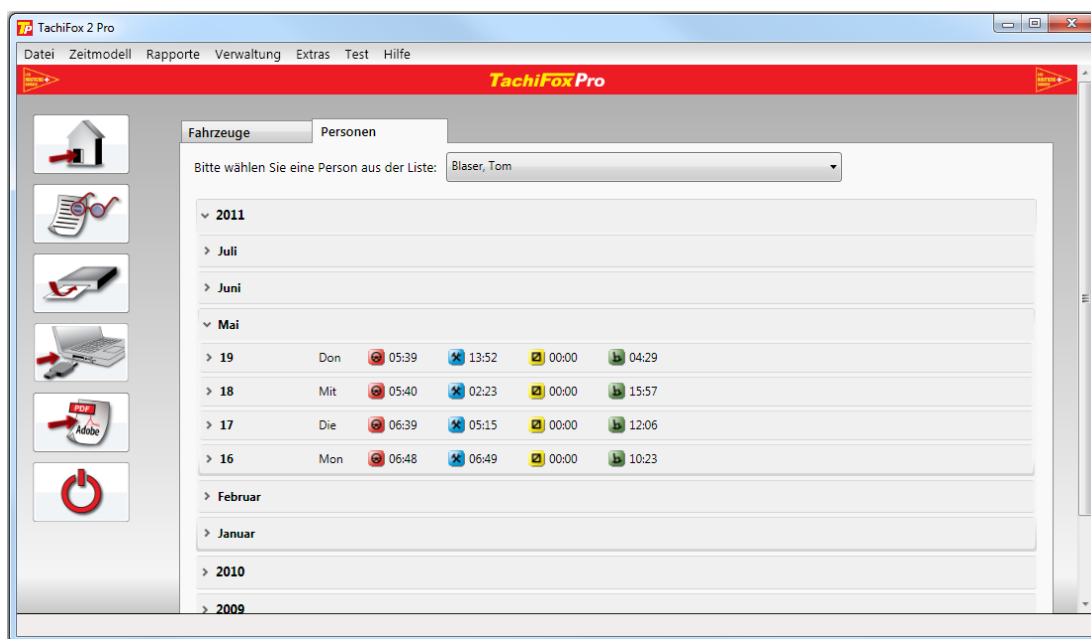 TachiFox 2 Pro
Datei Zeitmodell Rapporte Verwaltung Extras Test Hilfe
TachiFox Pro
Fahrzeuge Personen
Bitte wählen Sie eine Person aus der Liste: Blaser, Tom
2011
Juli
Juni
Mai
19 Don 05:39 13:52 00:00 04:29
18 Mit 05:40 02:23 00:00 15:57
17 Die 06:39 05:15 00:00 12:06
16 Mon 06:48 06:49 00:00 10:23
PDF
Adobe
Februar
Januar
2010
2009